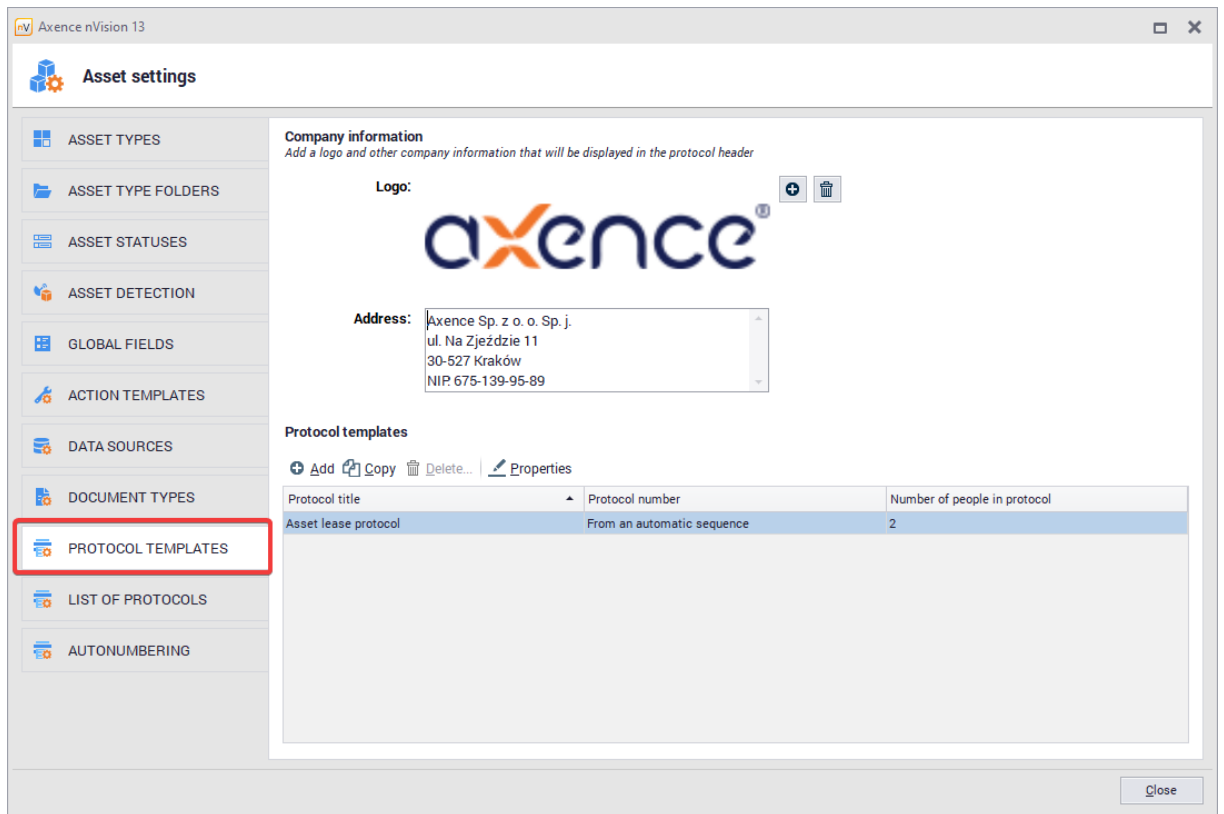 Axence nVision 13
Asset settings
ASSET TYPES
ASSET TYPE FOLDERS
ASSET STATUSES
ASSET DETECTION
GLOBAL FIELDS
ACTION TEMPLATES
DATA SOURCES
DOCUMENT TYPES
PROTOCOL TEMPLATES
LIST OF PROTOCOLS
AUTONUMBERING
Company information
Add a logo and other company information that will be displayed in the protocol header
Logo:
axence®
Address:
Axence Sp. z o. o. Sp. j.
ul. Na Zjeździe 11
30-527 Kraków
NIP. 675-139-95-89
Protocol templates
Add Copy Delete... Properties
Protocol title Protocol number Number of people in protocol
Asset lease protocol From an automatic sequence 2
Close